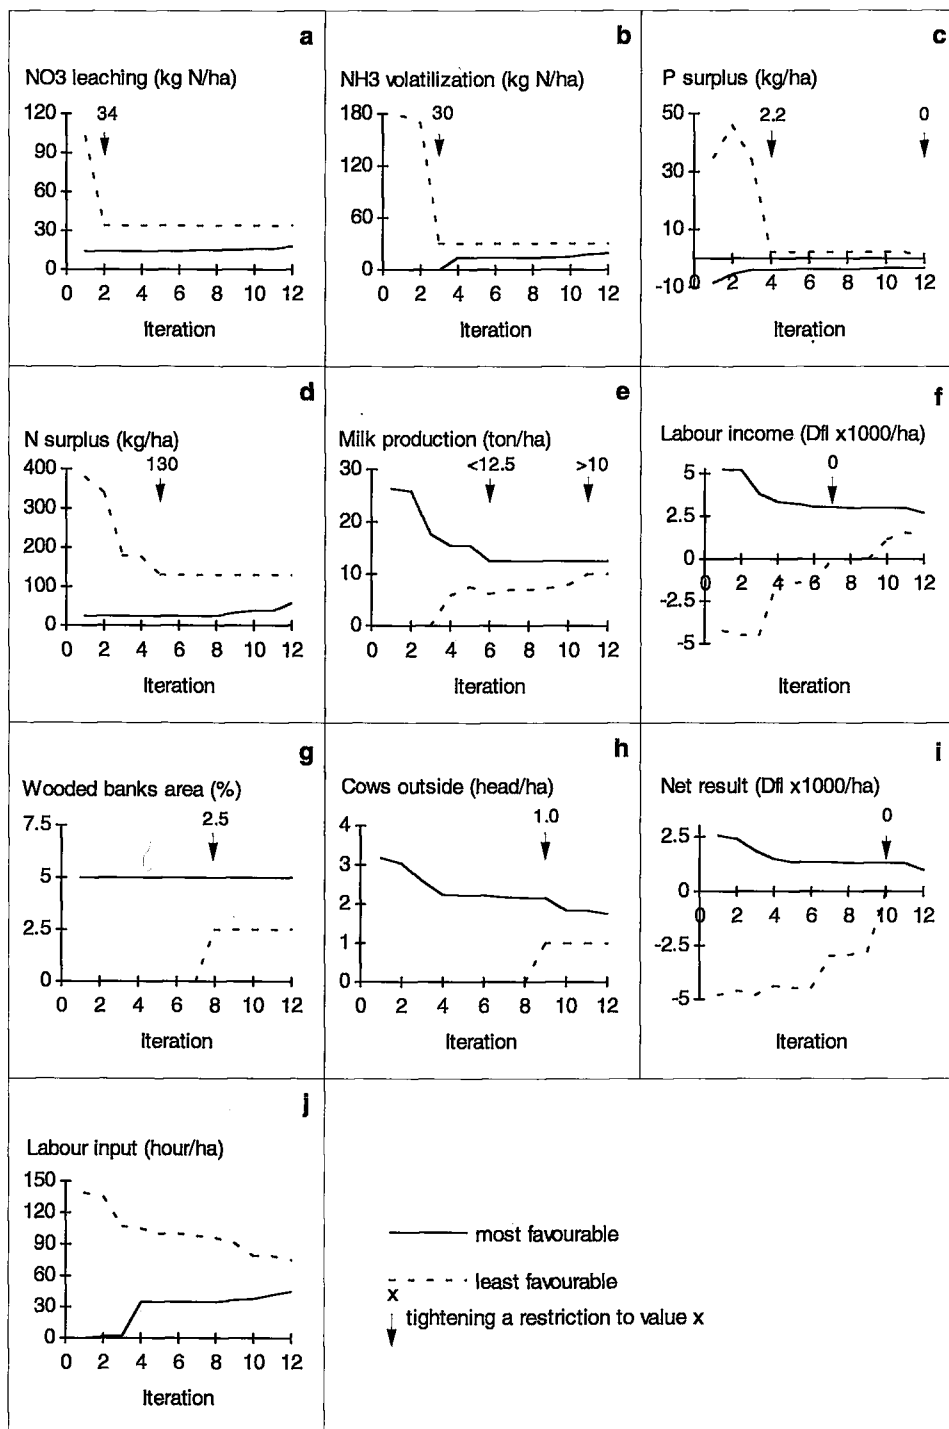 a
NO3 leaching (kg N/ha)
120
34
90
60
30
0
0 2 4 6 8 10 12
Iteration
b
NH3 volatilization (kg N/ha)
180
30
120
60
0
0 2 4 6 8 10 12
Iteration
c
P surplus (kg/ha)
50
2.2
0
30
10
-10
2 4 6 8 10 12
Iteration
d
N surplus (kg/ha)
400
130
300
200
100
0
0 2 4 6 8 10 12
Iteration
e
Milk production (ton/ha)
30
<12.5
>10
20
10
0
0 2 4 6 8 10 12
Iteration
f
Labour income (Dfl x1000/ha)
5
0
2.5
0
0 2 4 6 8 10 12
-2.5
-5
Iteration
g
Wooded banks area (%)
7.5
2.5
5
2.5
0
0 2 4 6 8 10 12
Iteration
h
Cows outside (head/ha)
4
1.0
3
2
1
0
0 2 4 6 8 10 12
Iteration
i
Net result (Dfl x1000/ha)
2.5
0
0
0 2 4 6 8 10 12
-2.5
-5
Iteration
j
Labour input (hour/ha)
150
120
90
60
30
0
0 2 4 6 8 10 12
Iteration
most favourable
least favourable
x
tightening a restriction to value x